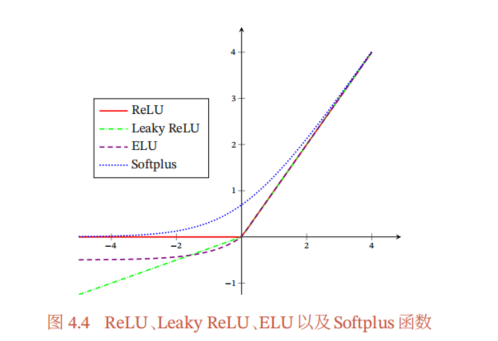 4
3
ReLU
Leaky ReLU
ELU
Softplus
2
1
−4
−2
2
4
−1
图 4.4 ReLU、Leaky ReLU、ELU 以及 Softplus 函数